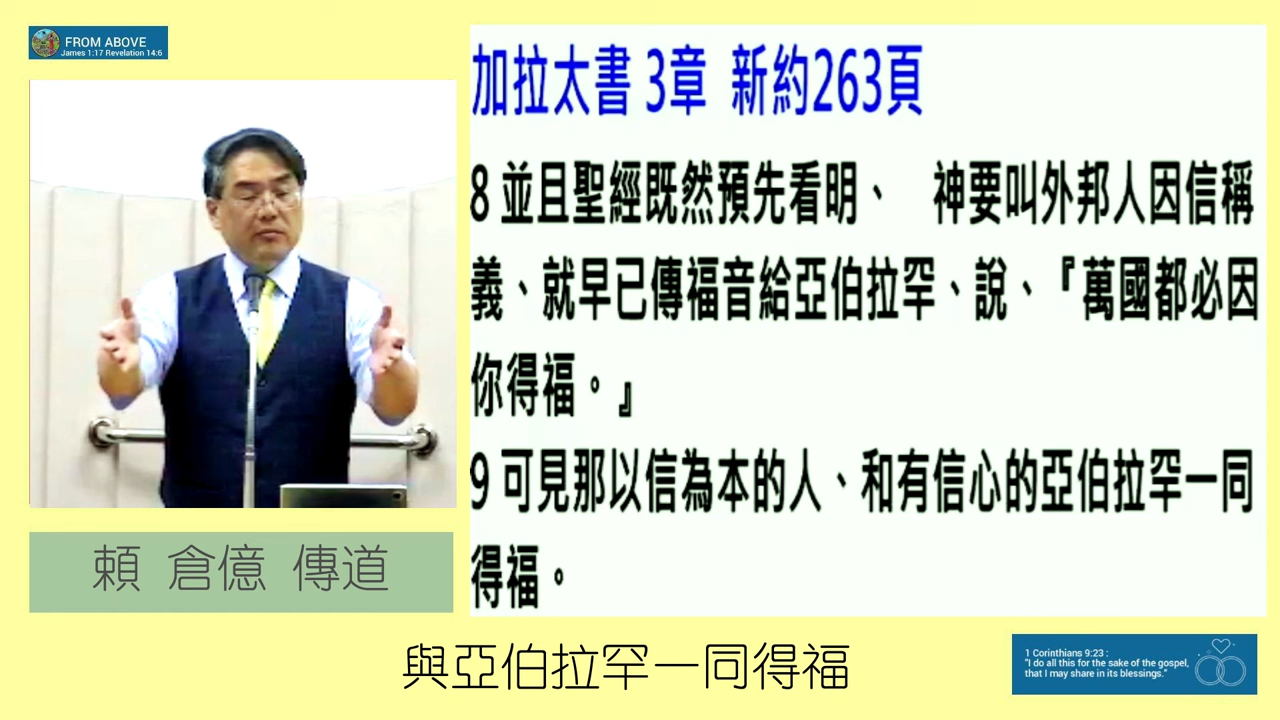 FROM ABOVE
James 1:17 Revelation 14:6
加拉太書 3章 新約263頁
8 並且聖經既然預先看明、 神要叫外邦人因信稱
義、就早已傳福音給亞伯拉罕、說、『萬國都必因
你得福。』
9 可見那以信為本的人、和有信心的亞伯拉罕一同
得福。
賴 倉億 傳道
與亞伯拉罕一同得福
1 Corinthians 9:23 :
"I do all this for the sake of the gospel,
that I may share in its blessings."